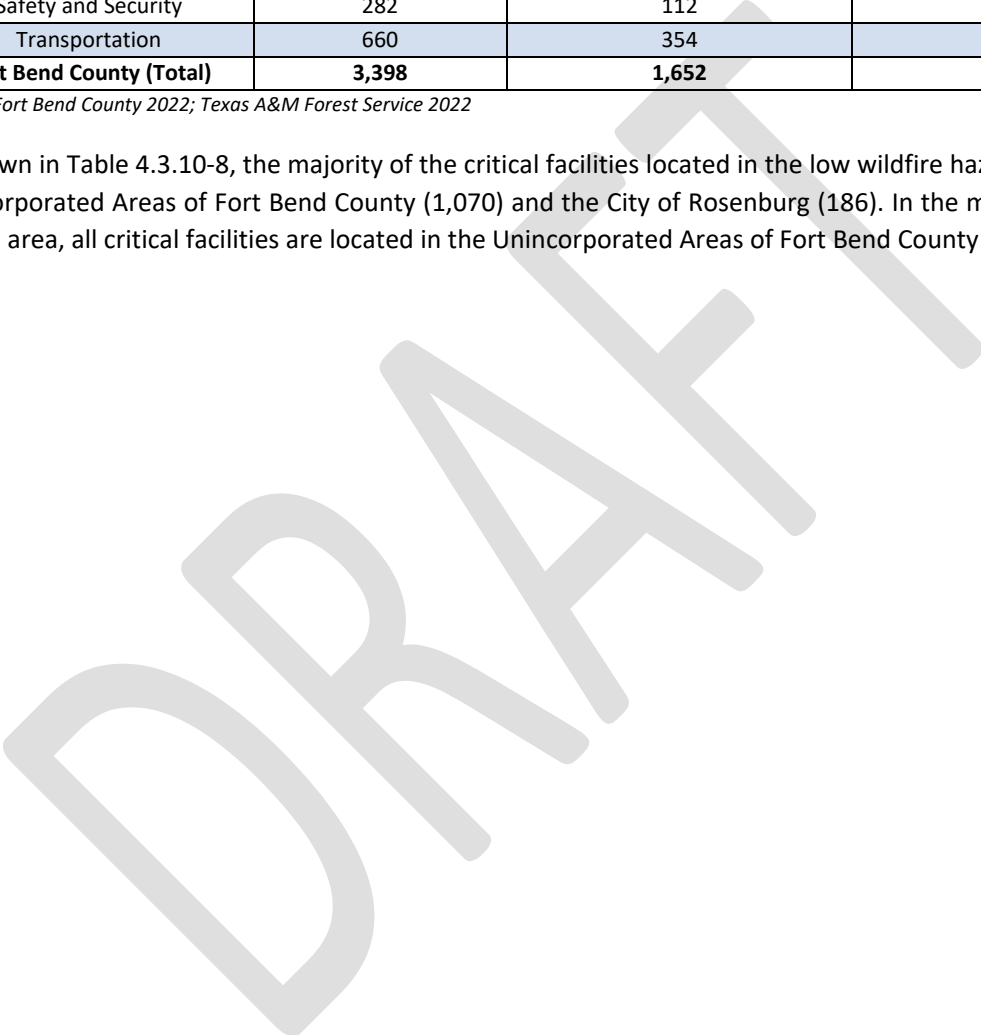 Safety and Security 282 112
Transportation 660 354
t Bend County (Total) 3,398 1,652
Fort Bend County 2022; Texas A&M Forest Service 2022
wn in Table 4.3.10-8, the majority of the critical facilities located in the low wildfire haz
orporated Areas of Fort Bend County (1,070) and the City of Rosenburg (186). In the m
area, all critical facilities are located in the Unincorporated Areas of Fort Bend County
DRAFT